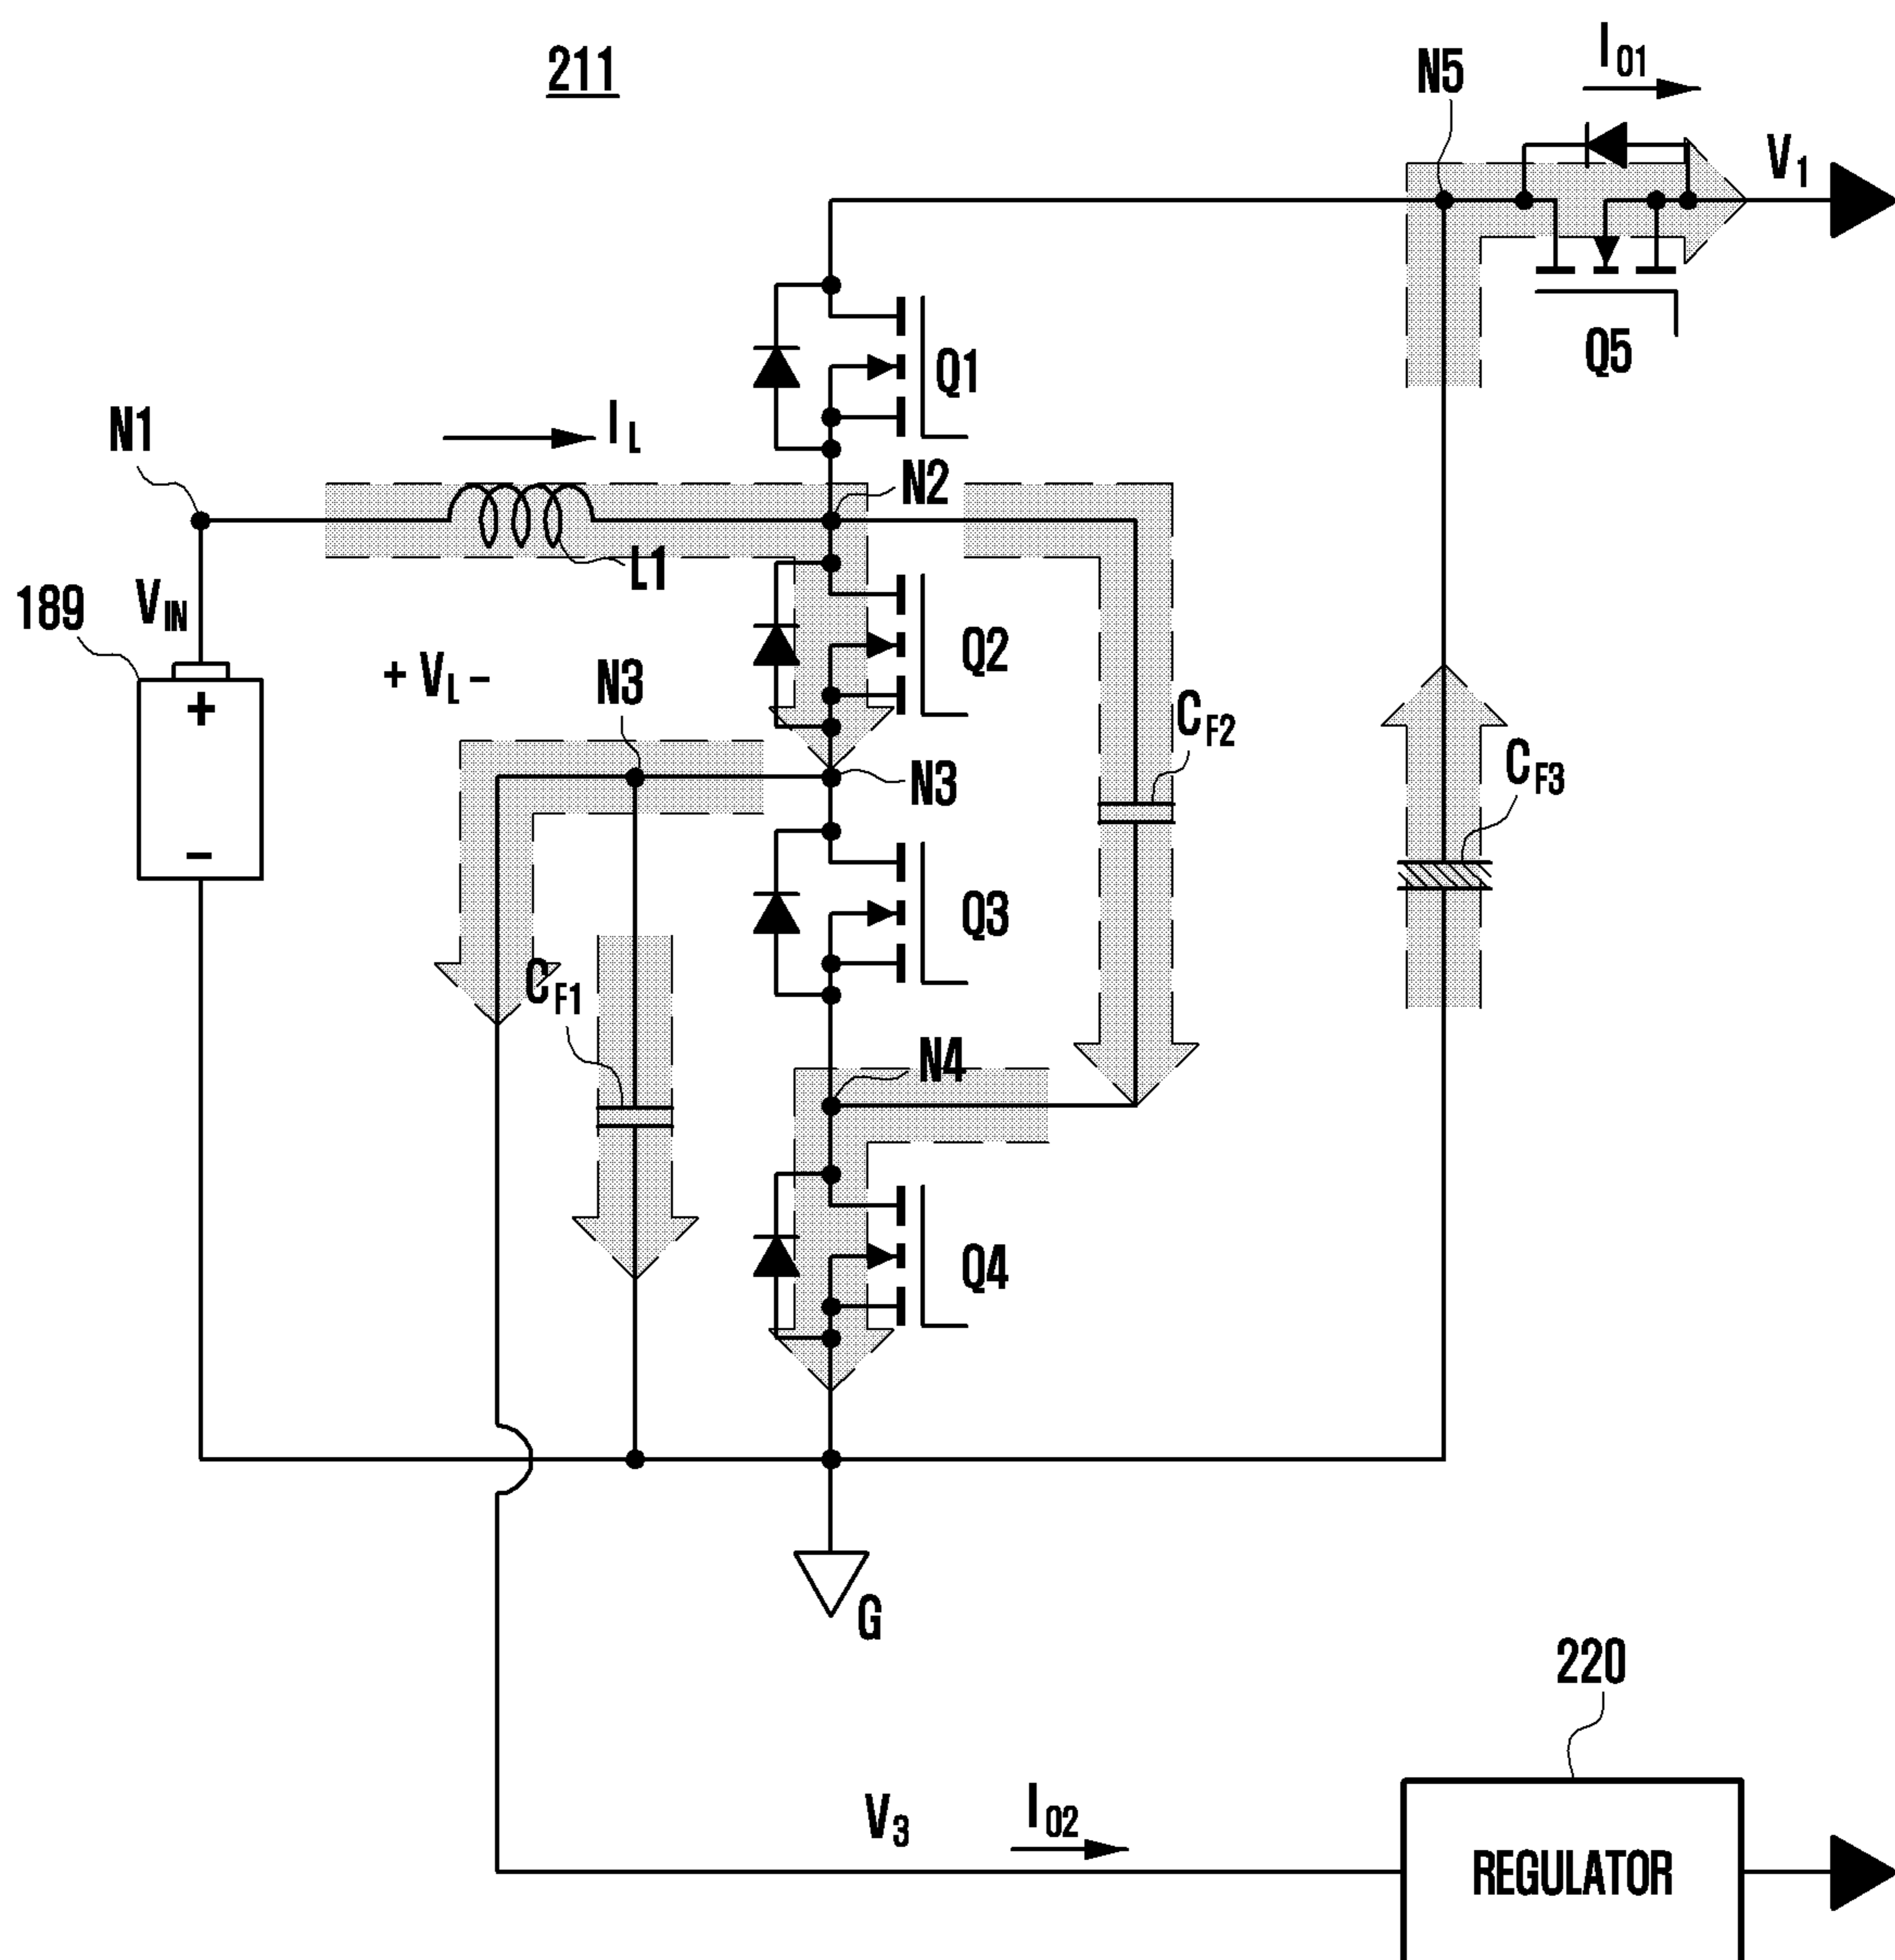 211
N5
I01
V1
Q1
Q5
N1
IL
N2
L1
189
VIN
+
−
+ VL −
N3
Q2
CF2
N3
CF3
Q3
CF1
N4
Q4
G
220
V3
I02
REGULATOR